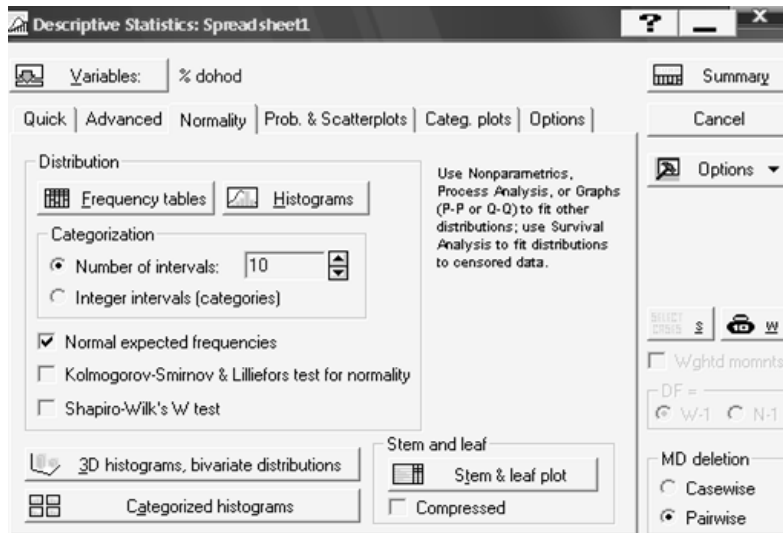 Descriptive Statistics: Spreadsheet1
?
Variables: % dohod
Summary
Quick Advanced Normality Prob. & Scatterplots Categ. plots Options
Cancel
Options
Distribution
Frequency tables Histograms
Categorization
Number of intervals: 10
Integer intervals (categories)
Normal expected frequencies
Kolmogorov-Smirnov & Lilliefors test for normality
Shapiro-Wilk's W test
Use Nonparametrics,
Process Analysis, or Graphs
(P-P or Q-Q) to fit other
distributions; use Survival
Analysis to fit distributions
to censored data.
3D histograms, bivariate distributions
Categorized histograms
Stem and leaf
Stem & leaf plot
Compressed
SELECT
CASES S W
Wghtd momnts
DF =
W-1 N-1
MD deletion
Casewise
Pairwise